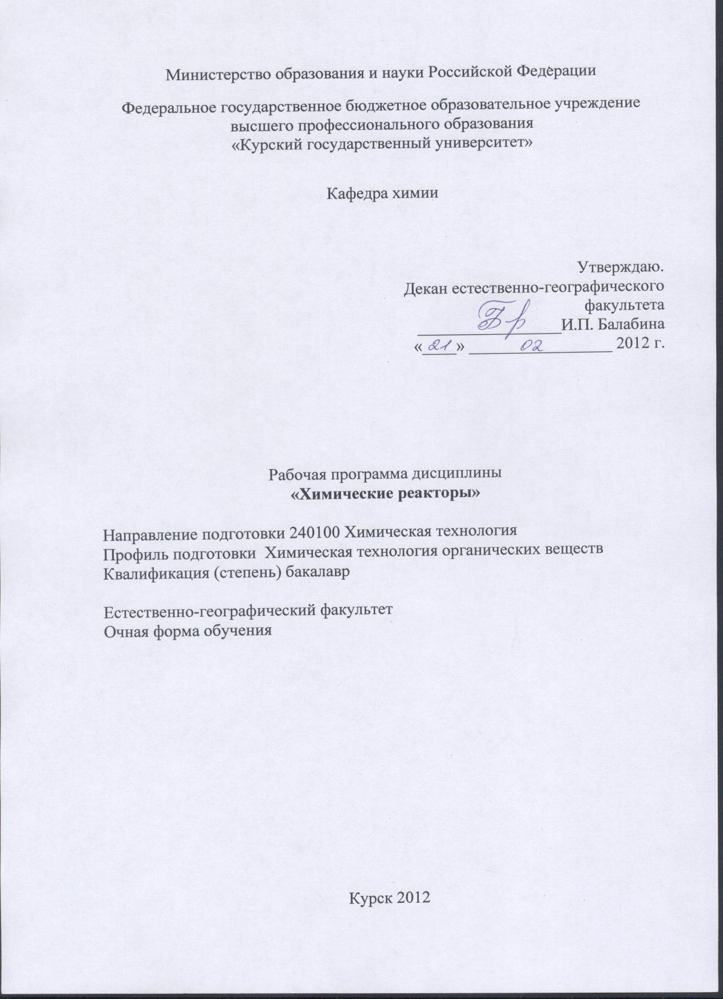 Министерство образования и науки Российской Федерации
Федеральное государственное бюджетное образовательное учреждение
высшего профессионального образования
«Курский государственный университет»
Кафедра химии
Утверждаю.
Декан естественно-географического
факультета
И.П. Балабина
«21» 02 2012 г.
Рабочая программа дисциплины
«Химические реакторы»
Направление подготовки 240100 Химическая технология
Профиль подготовки  Химическая технология органических веществ
Квалификация (степень) бакалавр
Естественно-географический факультет
Очная форма обучения
Курск 2012